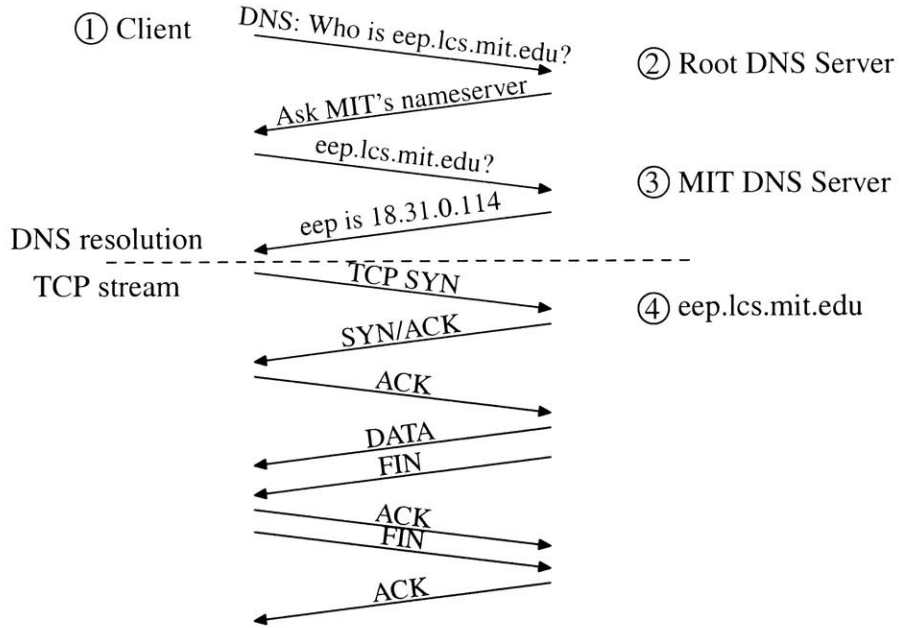 ① Client
DNS: Who is eep.lcs.mit.edu?
② Root DNS Server
Ask MIT's nameserver
eep.lcs.mit.edu?
③ MIT DNS Server
eep is 18.31.0.114
DNS resolution
TCP stream
TCP SYN
④ eep.lcs.mit.edu
SYN/ACK
ACK
DATA
FIN
ACK
FIN
ACK